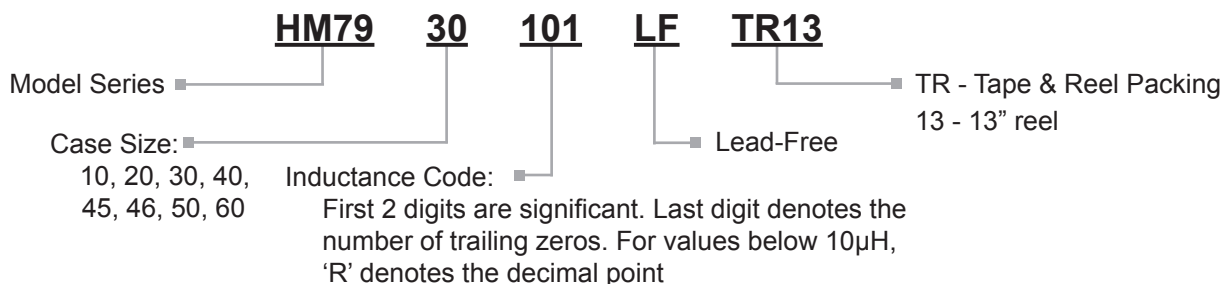 HM79 30 101 LF TR13
Model Series
TR - Tape & Reel Packing
13 - 13” reel
Case Size:
10, 20, 30, 40,
45, 46, 50, 60
Lead-Free
Inductance Code:
First 2 digits are significant. Last digit denotes the
number of trailing zeros. For values below 10µH,
‘R’ denotes the decimal point